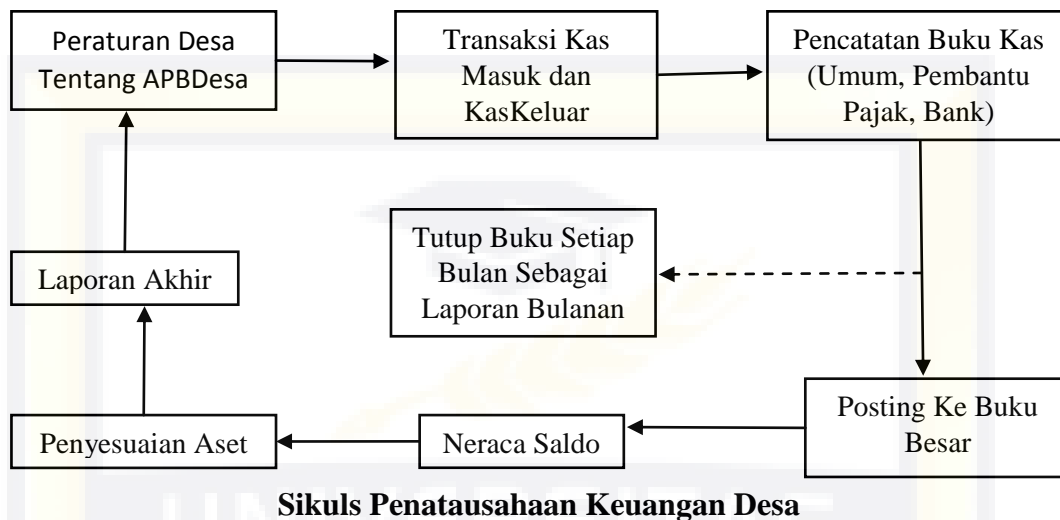 Peraturan Desa
Tentang APBDesa
Transaksi Kas
Masuk dan
KasKeluar
Pencatatan Buku Kas
(Umum, Pembantu
Pajak, Bank)
Tutup Buku Setiap
Bulan Sebagai
Laporan Bulanan
Laporan Akhir
Posting Ke Buku
Besar
Neraca Saldo
Penyesuaian Aset
Sikuls Penatausahaan Keuangan Desa